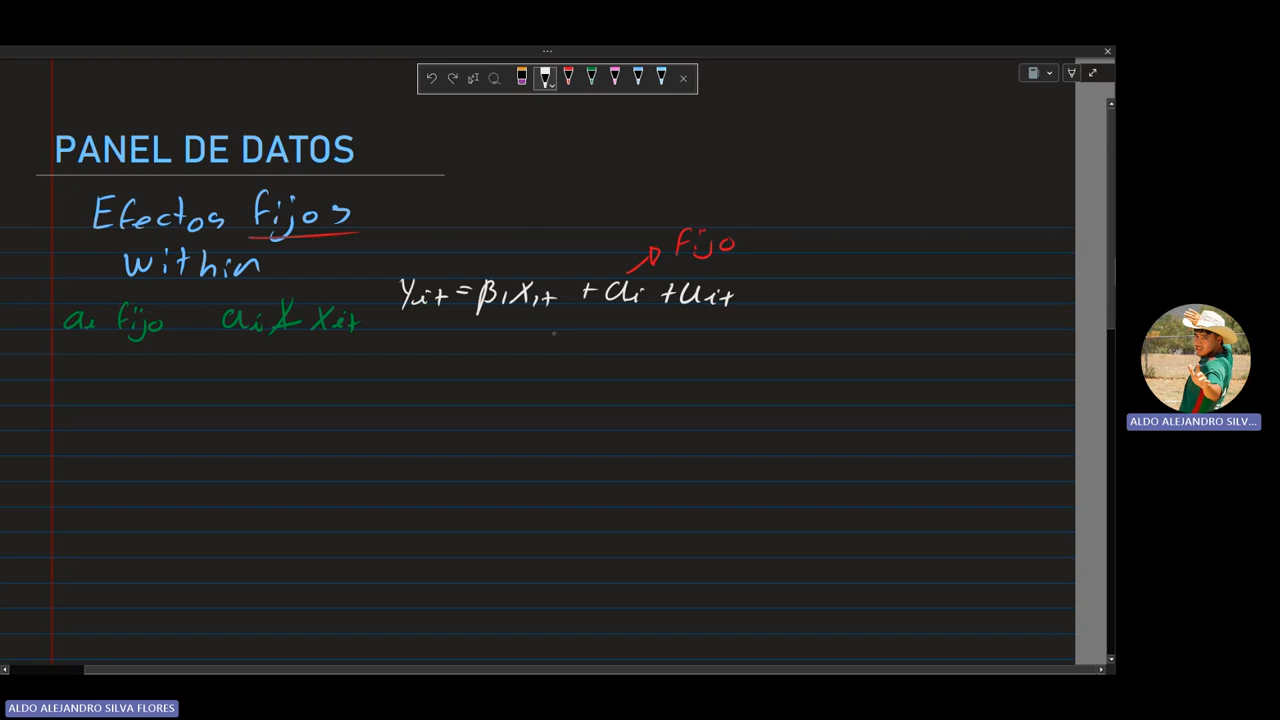 PANEL DE DATOS
Efectos fijos
within
ai fijo ai ⊥̸ Xit
Yit = β1X1t + ai + uit
Fijo
ALDO ALEJANDRO SILV...
ALDO ALEJANDRO SILVA FLORES